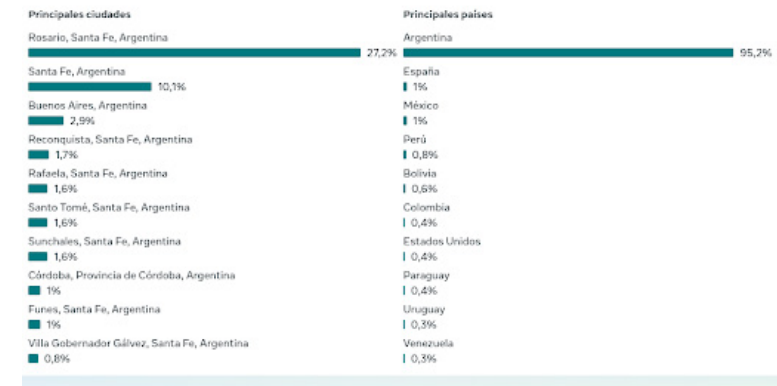 Principales ciudades
Rosario, Santa Fe, Argentina
27,2%
Santa Fe, Argentina
10,1%
Buenos Aires, Argentina
2,9%
Reconquista, Santa Fe, Argentina
1,7%
Rafaela, Santa Fe, Argentina
1,6%
Santo Tomé, Santa Fe, Argentina
1,6%
Sunchales, Santa Fe, Argentina
1,6%
Córdoba, Provincia de Córdoba, Argentina
1%
Funes, Santa Fe, Argentina
1%
Villa Gobernador Gálvez, Santa Fe, Argentina
0,8%
Principales países
Argentina
95,2%
España
1%
México
1%
Perú
0,8%
Bolivia
0,6%
Colombia
0,4%
Estados Unidos
0,4%
Paraguay
0,4%
Uruguay
0,3%
Venezuela
0,3%